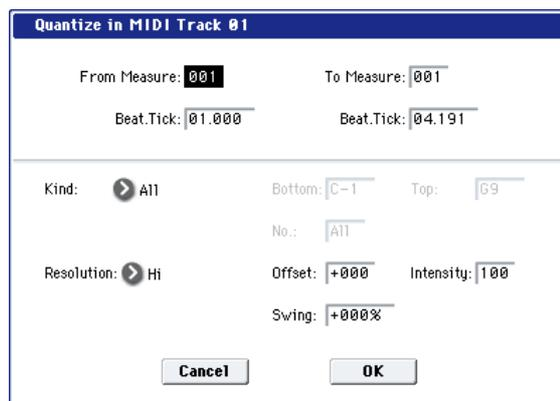 Quantize in MIDI Track 01
From Measure: 001 To Measure: 001
Beat.Tick: 01.000 Beat.Tick: 04.191
Kind: All Bottom: C-1 Top: G9
No.: All
Resolution: Hi Offset: +000 Intensity: 100
Swing: +000%
Cancel OK